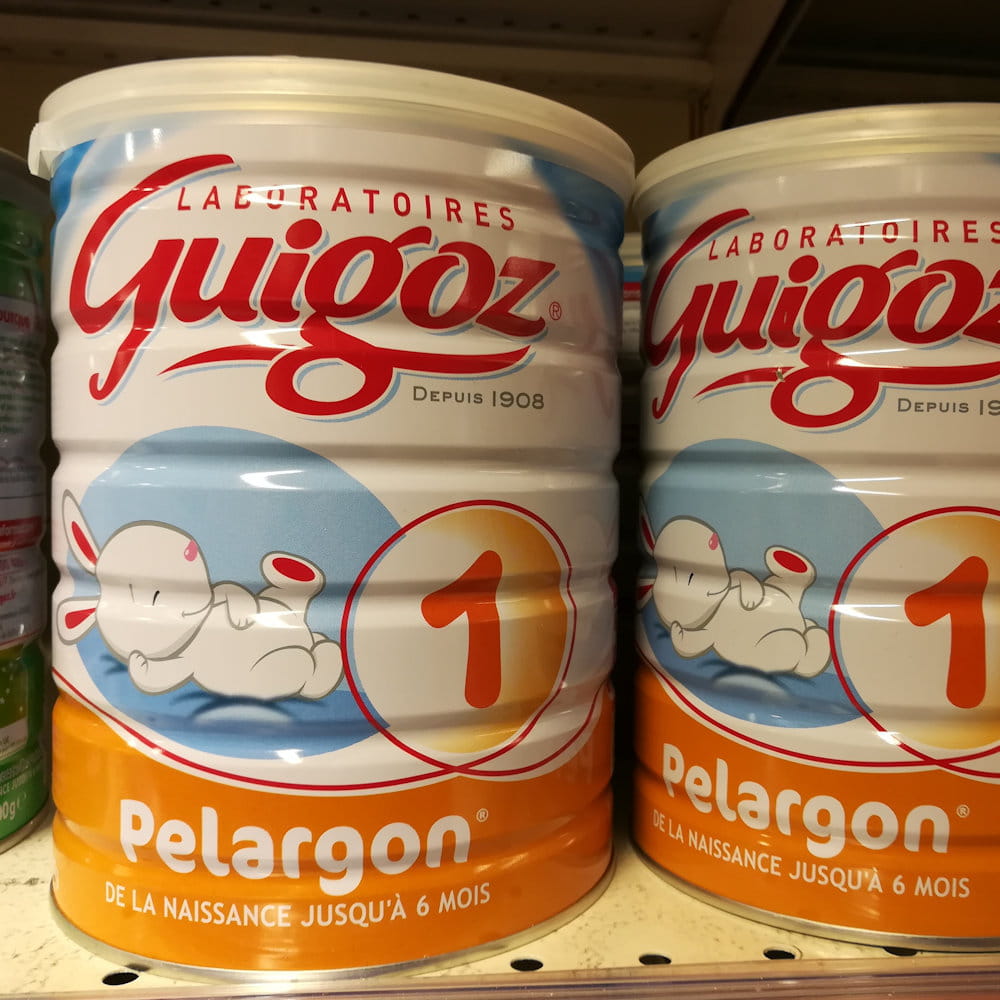 LABORATOIRES
Guigoz®
DEPUIS 1908
1
Pelargon®
DE LA NAISSANCE JUSQU'À 6 MOIS
LABORATOIRES
Guigoz
DEPUIS
1
Pelargon®
DE LA NAISSANCE JUSQU'À 6 MOIS